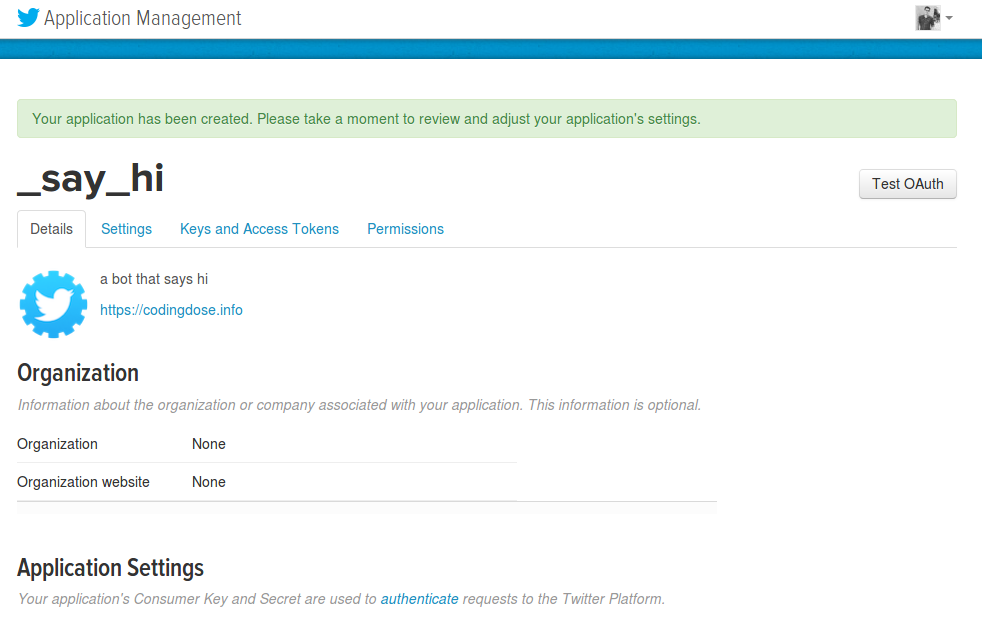 Application Management
Your application has been created. Please take a moment to review and adjust your application's settings.
_say_hi
Test OAuth
Details Settings Keys and Access Tokens Permissions
a bot that says hi
https://codingdose.info
Organization
Information about the organization or company associated with your application. This information is optional.
Organization None
Organization website None
Application Settings
Your application's Consumer Key and Secret are used to authenticate requests to the Twitter Platform.